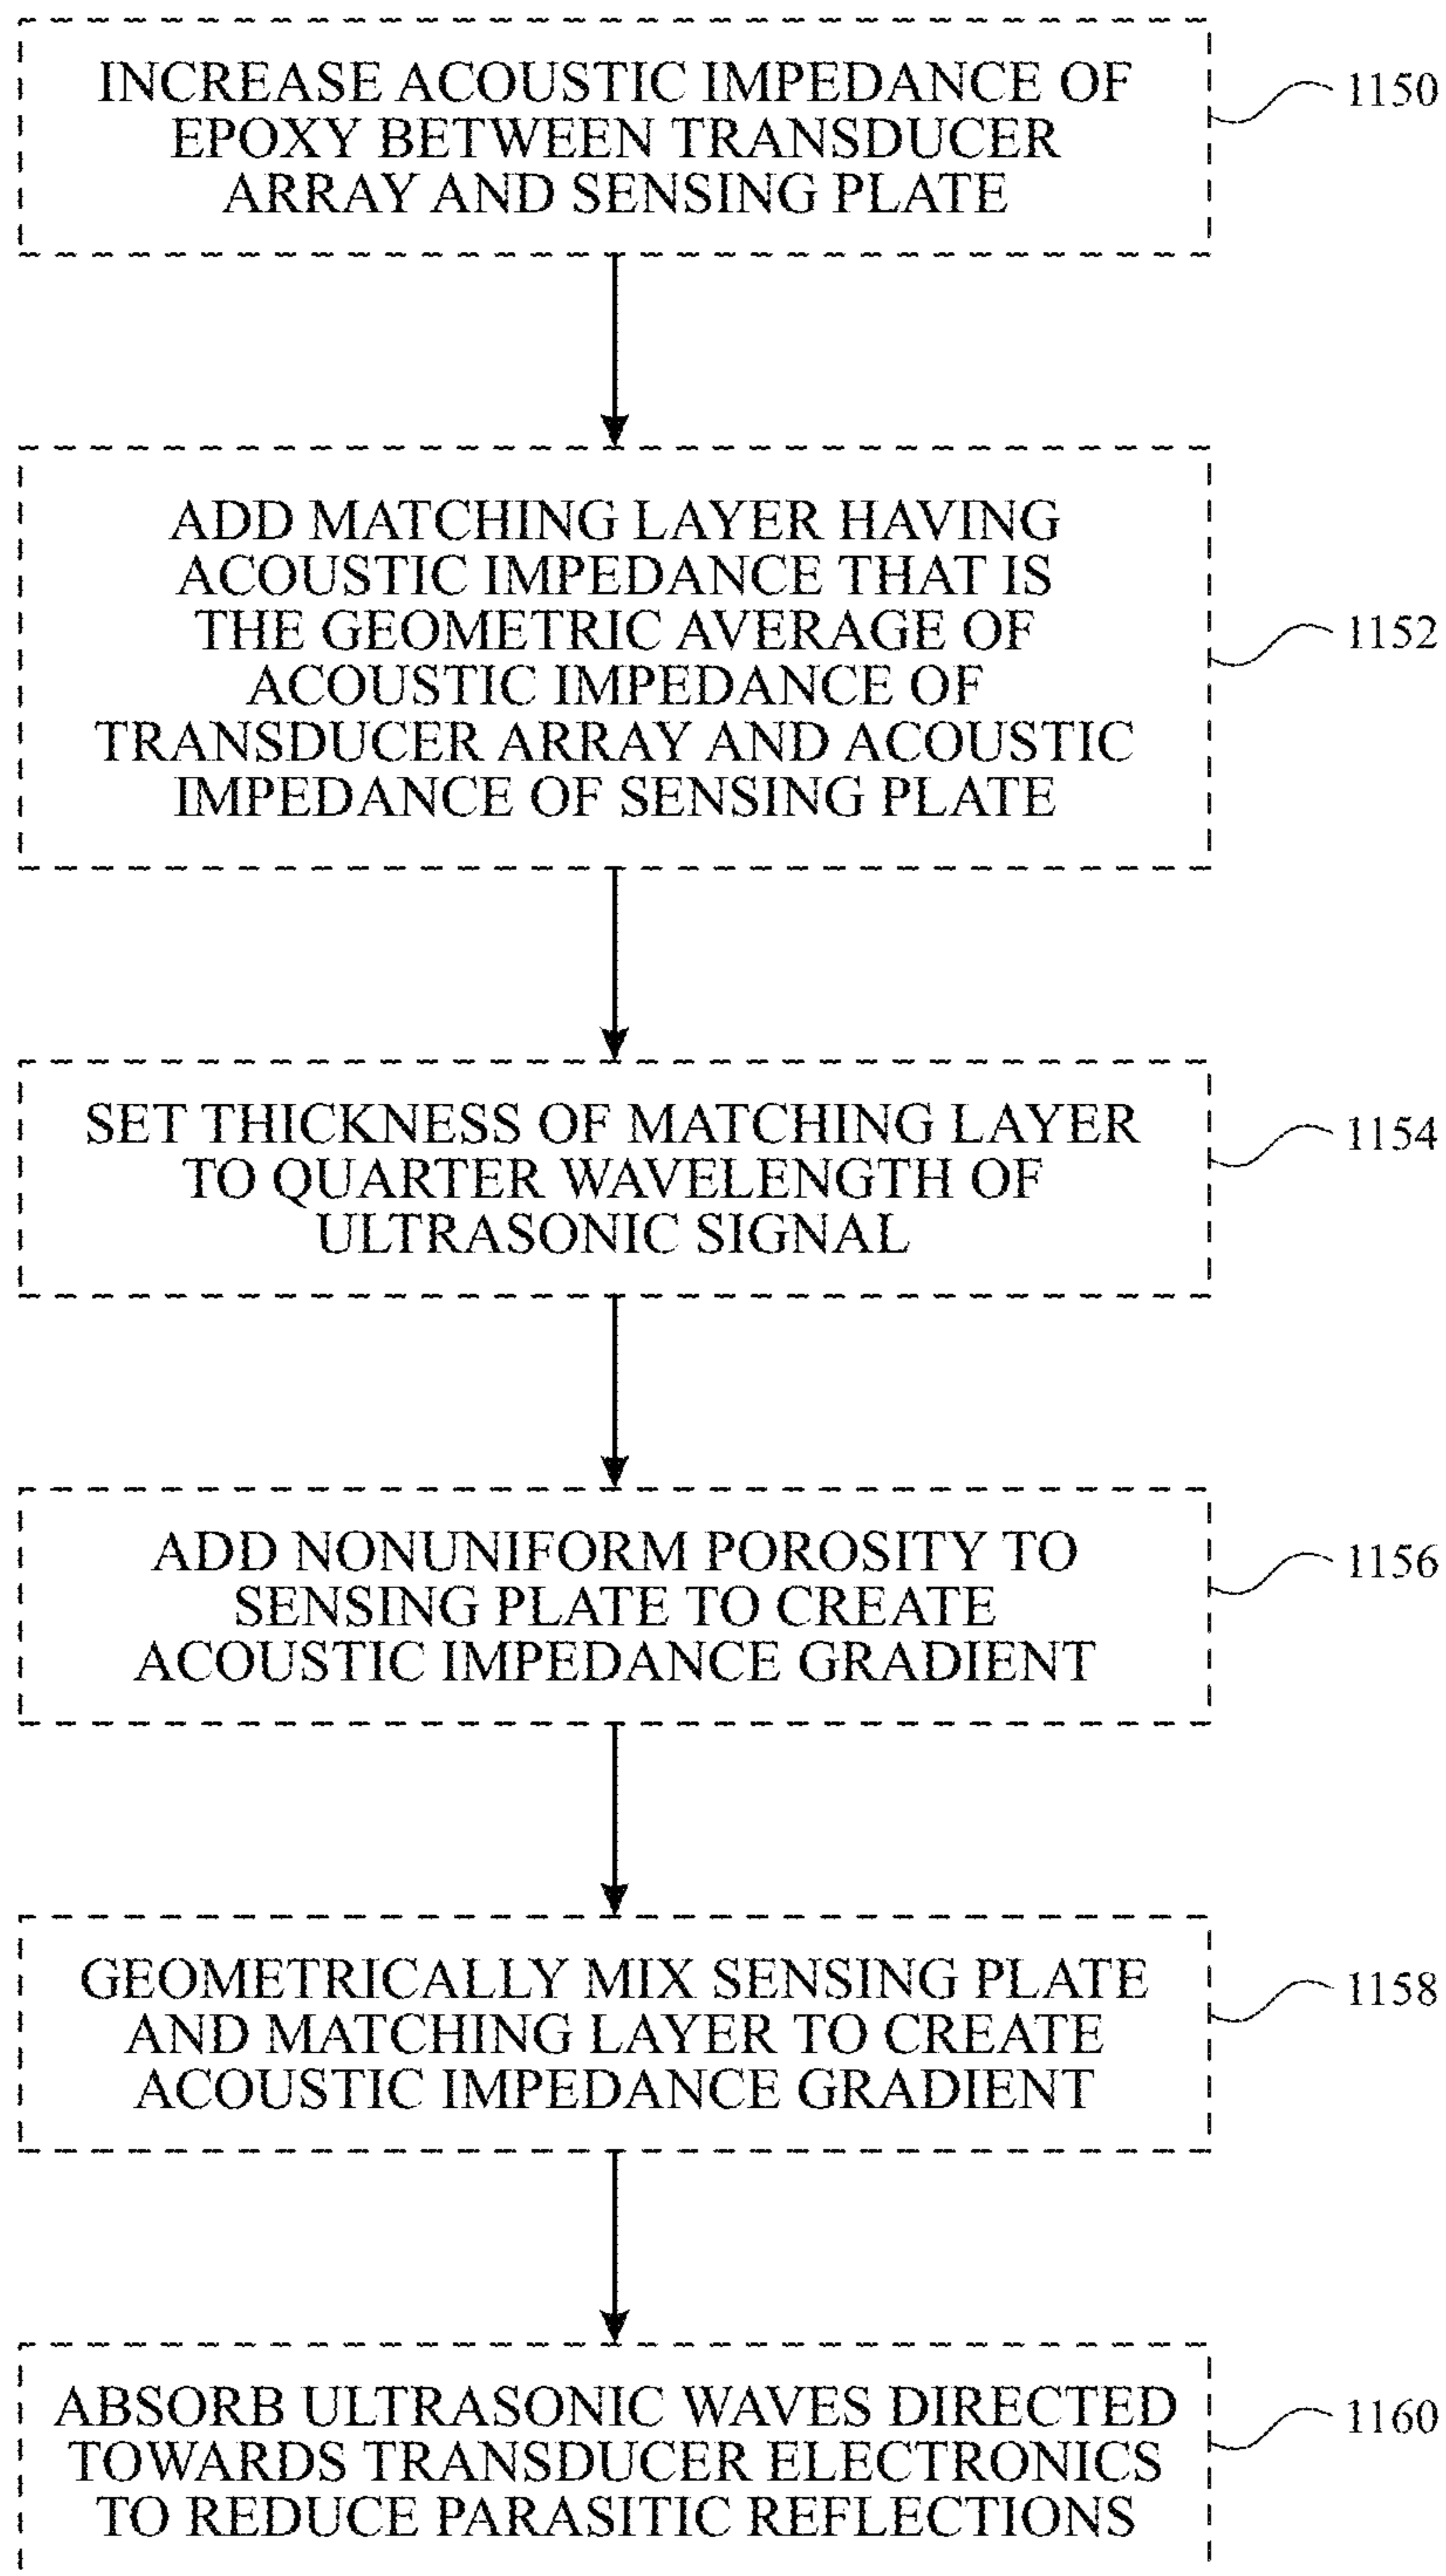 INCREASE ACOUSTIC IMPEDANCE OF
EPOXY BETWEEN TRANSDUCER
ARRAY AND SENSING PLATE
1150
ADD MATCHING LAYER HAVING
ACOUSTIC IMPEDANCE THAT IS
THE GEOMETRIC AVERAGE OF
ACOUSTIC IMPEDANCE OF
TRANSDUCER ARRAY AND ACOUSTIC
IMPEDANCE OF SENSING PLATE
1152
SET THICKNESS OF MATCHING LAYER
TO QUARTER WAVELENGTH OF
ULTRASONIC SIGNAL
1154
ADD NONUNIFORM POROSITY TO
SENSING PLATE TO CREATE
ACOUSTIC IMPEDANCE GRADIENT
1156
GEOMETRICALLY MIX SENSING PLATE
AND MATCHING LAYER TO CREATE
ACOUSTIC IMPEDANCE GRADIENT
1158
ABSORB ULTRASONIC WAVES DIRECTED
TOWARDS TRANSDUCER ELECTRONICS
TO REDUCE PARASITIC REFLECTIONS
1160